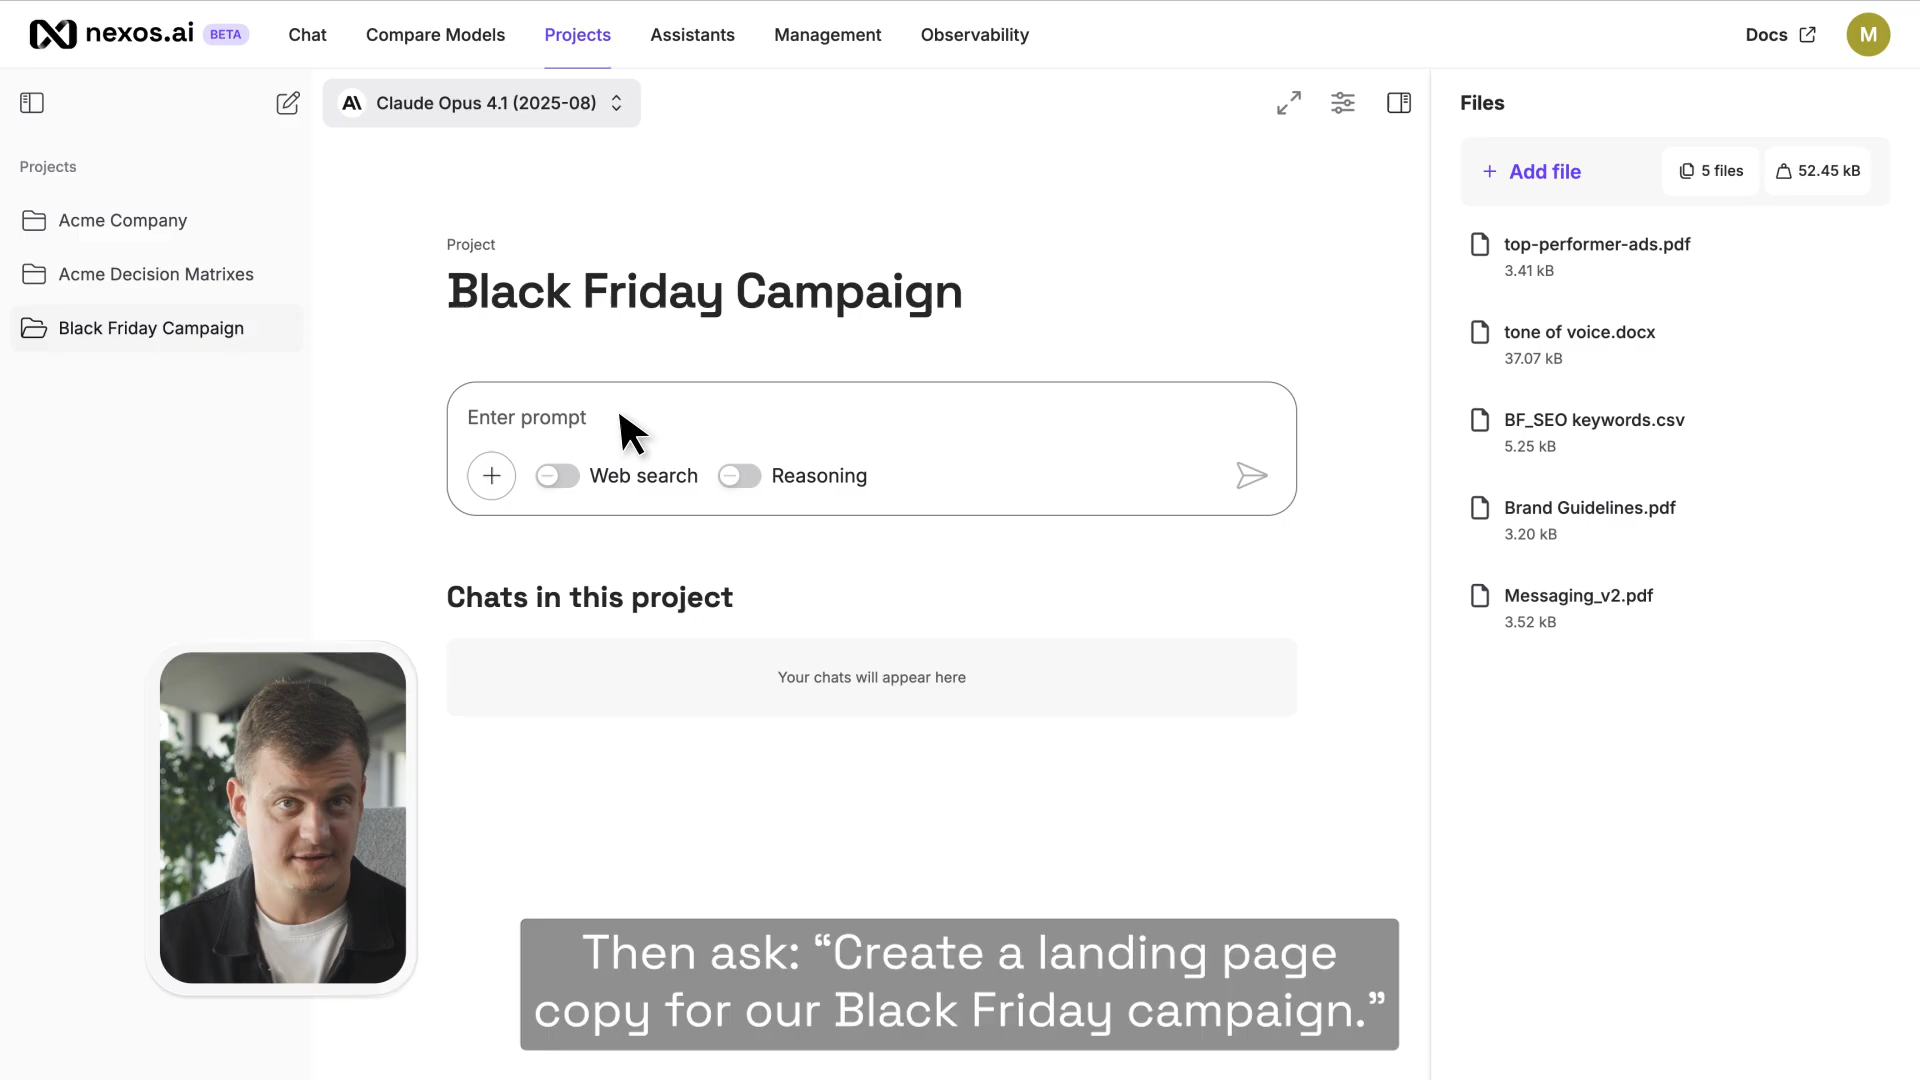 nexos.ai BETA
Chat
Compare Models
Projects
Assistants
Management
Observability
Docs
M
Projects
Acme Company
Acme Decision Matrixes
Black Friday Campaign
Claude Opus 4.1 (2025-08)
Project
Black Friday Campaign
Enter prompt
Web search
Reasoning
Chats in this project
Your chats will appear here
Files
+ Add file
5 files
52.45 kB
top-performer-ads.pdf
3.41 kB
tone of voice.docx
37.07 kB
BF_SEO keywords.csv
5.25 kB
Brand Guidelines.pdf
3.20 kB
Messaging_v2.pdf
3.52 kB
Then ask: “Create a landing page
copy for our Black Friday campaign.”